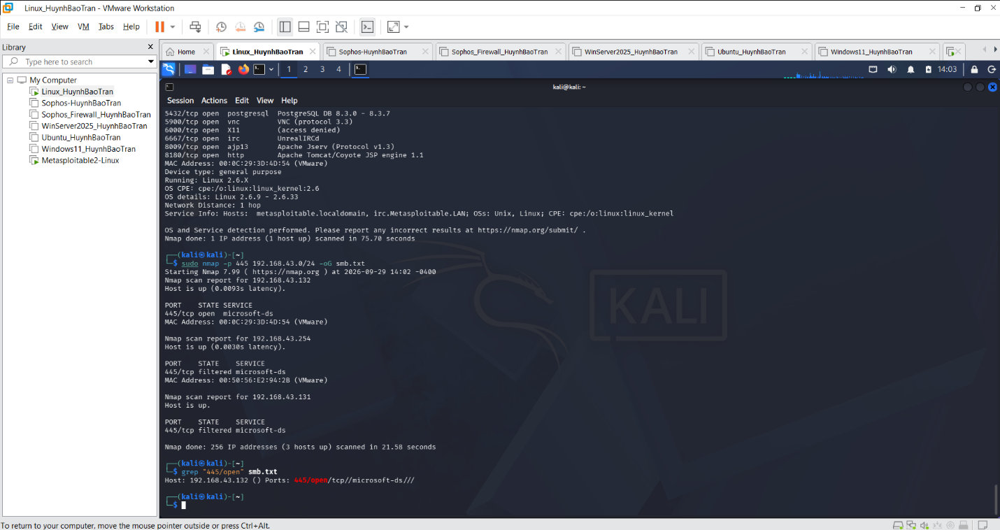 Linux_HuynhBaoTran - VMware Workstation
File Edit View VM Tabs Help
Library
Type here to search
My Computer
Linux_HuynhBaoTran
Sophos-HuynhBaoTran
Sophos_Firewall_HuynhBaoTran
WinServer2025_HuynhBaoTran
Ubuntu_HuynhBaoTran
Windows11_HuynhBaoTran
Metasploitable2-Linux
Home Linux_HuynhBaoTran Sophos-HuynhBaoTran Sophos_Firewall_HuynhBaoTran WinServer2025_HuynhBaoTran Ubuntu_HuynhBaoTran Windows11_HuynhBaoTran
1 2 3 4 14:03
kali@kali: ~
Session Actions Edit View Help
5432/tcp open  postgresql  PostgreSQL DB 8.3.0 - 8.3.7
5900/tcp open  vnc         VNC (protocol 3.3)
6000/tcp open  X11         (access denied)
6667/tcp open  irc         UnrealIRCd
8009/tcp open  ajp13       Apache Jserv (Protocol v1.3)
8180/tcp open  http        Apache Tomcat/Coyote JSP engine 1.1
MAC Address: 00:0C:29:3D:4D:54 (VMware)
Device type: general purpose
Running: Linux 2.6.X
OS CPE: cpe:/o:linux:linux_kernel:2.6
OS details: Linux 2.6.9 - 2.6.33
Network Distance: 1 hop
Service Info: Hosts:  metasploitable.localdomain, irc.Metasploitable.LAN; OSs: Unix, Linux; CPE: cpe:/o:linux:linux_kernel
OS and Service detection performed. Please report any incorrect results at https://nmap.org/submit/ .
Nmap done: 1 IP address (1 host up) scanned in 75.70 seconds
┌──(kali㉿kali)-[~]
└─$ sudo nmap -p 445 192.168.43.0/24 -oG smb.txt
Starting Nmap 7.99 ( https://nmap.org ) at 2026-09-29 14:02 -0400
Nmap scan report for 192.168.43.132
Host is up (0.0093s latency).
PORT    STATE SERVICE
445/tcp open  microsoft-ds
MAC Address: 00:0C:29:3D:4D:54 (VMware)
Nmap scan report for 192.168.43.254
Host is up (0.0030s latency).
PORT    STATE    SERVICE
445/tcp filtered microsoft-ds
MAC Address: 00:50:56:E2:94:2B (VMware)
Nmap scan report for 192.168.43.131
Host is up.
PORT    STATE    SERVICE
445/tcp filtered microsoft-ds
Nmap done: 256 IP addresses (3 hosts up) scanned in 21.58 seconds
┌──(kali㉿kali)-[~]
└─$ grep "445/open" smb.txt
Host: 192.168.43.132 () Ports: 445/open/tcp//microsoft-ds///
┌──(kali㉿kali)-[~]
└─$
KALI
To return to your computer, move the mouse pointer outside or press Ctrl+Alt.